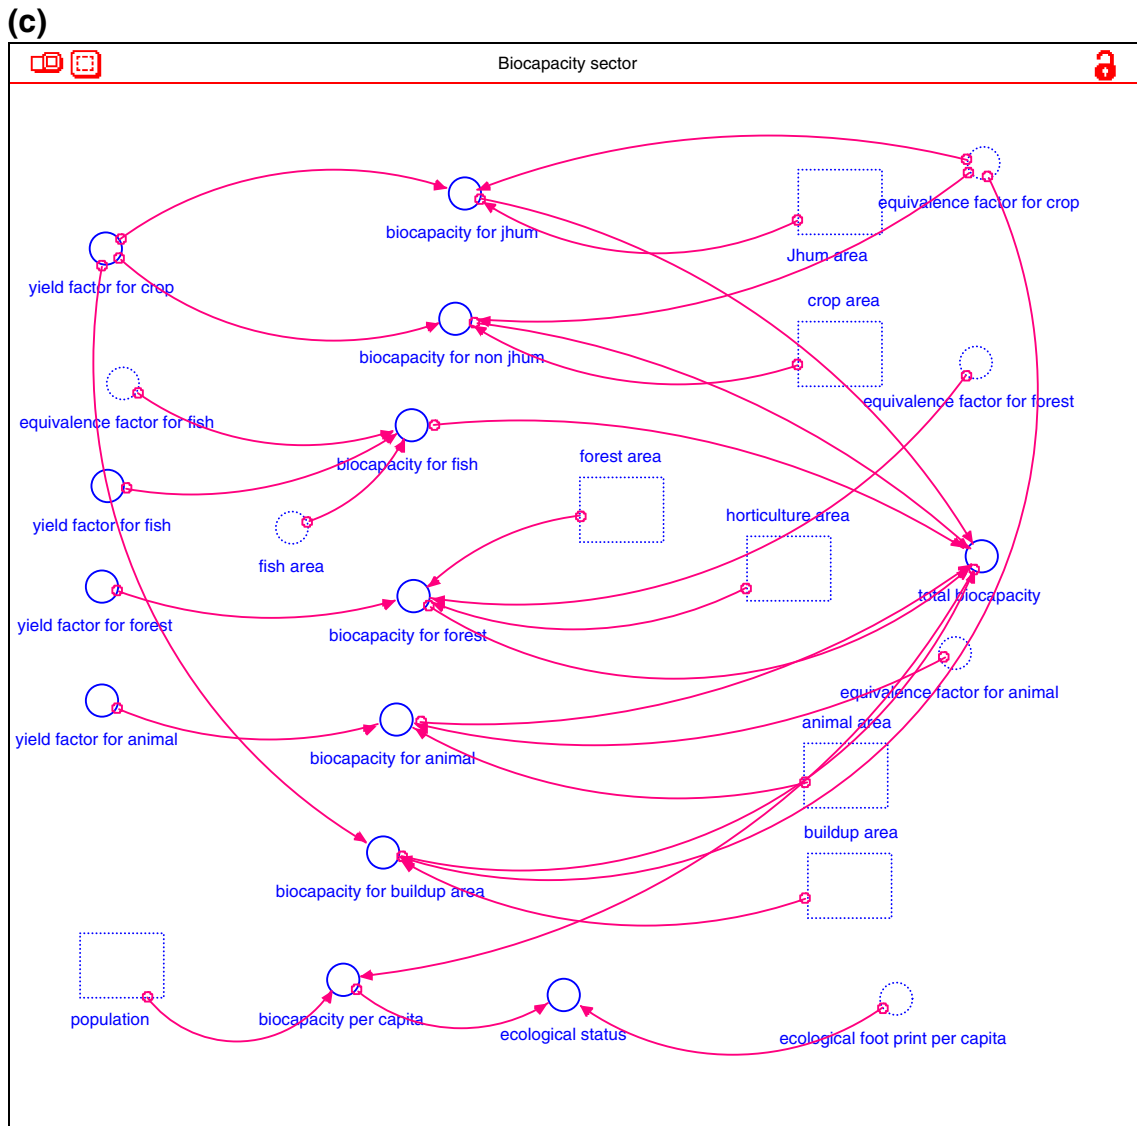 (c)
Biocapacity sector
equivalence factor for crop
biocapacity for jhum
Jhum area
yield factor for crop
crop area
biocapacity for non jhum
equivalence factor for forest
equivalence factor for fish
biocapacity for fish
forest area
horticulture area
yield factor for fish
fish area
total biocapacity
yield factor for forest
biocapacity for forest
equivalence factor for animal
animal area
yield factor for animal
biocapacity for animal
buildup area
biocapacity for buildup area
population
biocapacity per capita
ecological status
ecological foot print per capita